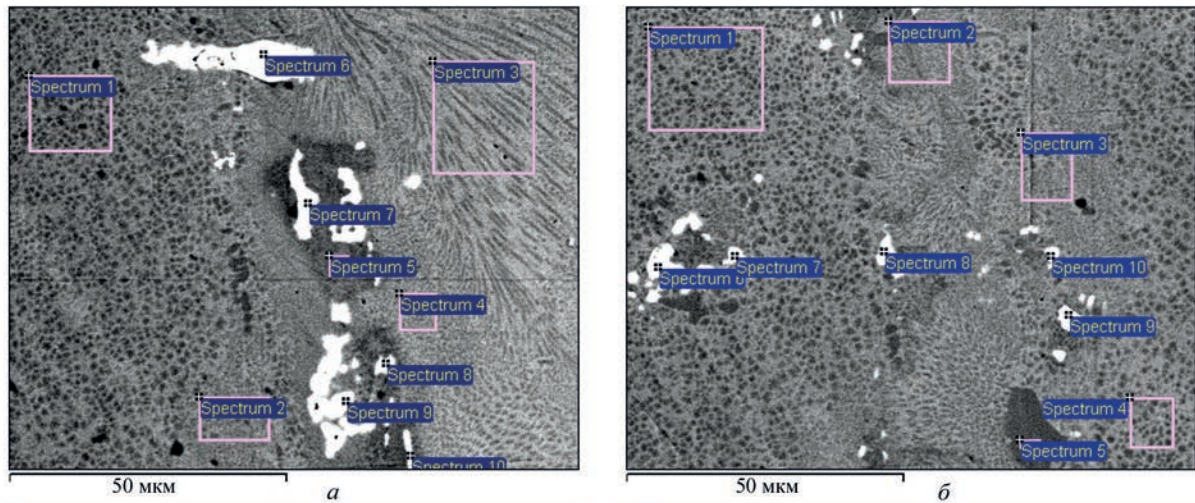 Spectrum 6
Spectrum 3
Spectrum 1
Spectrum 7
Spectrum 5
Spectrum 4
Spectrum 8
Spectrum 2
Spectrum 9
Spectrum 10
50 мкм
а
Spectrum 1
Spectrum 2
Spectrum 3
Spectrum 6
Spectrum 7
Spectrum 8
Spectrum 10
Spectrum 9
Spectrum 4
Spectrum 5
50 мкм
б